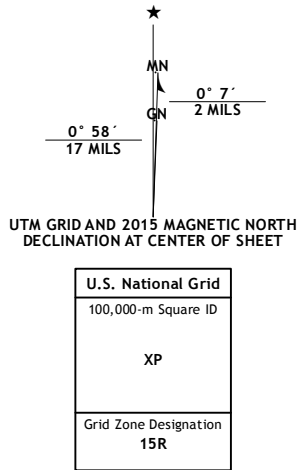 ★
MN
0° 7´
2 MILS
GN
0° 58´
17 MILS
UTM GRID AND 2015 MAGNETIC NORTH
DECLINATION AT CENTER OF SHEET
U.S. National Grid
100,000-m Square ID
XP
Grid Zone Designation
15R